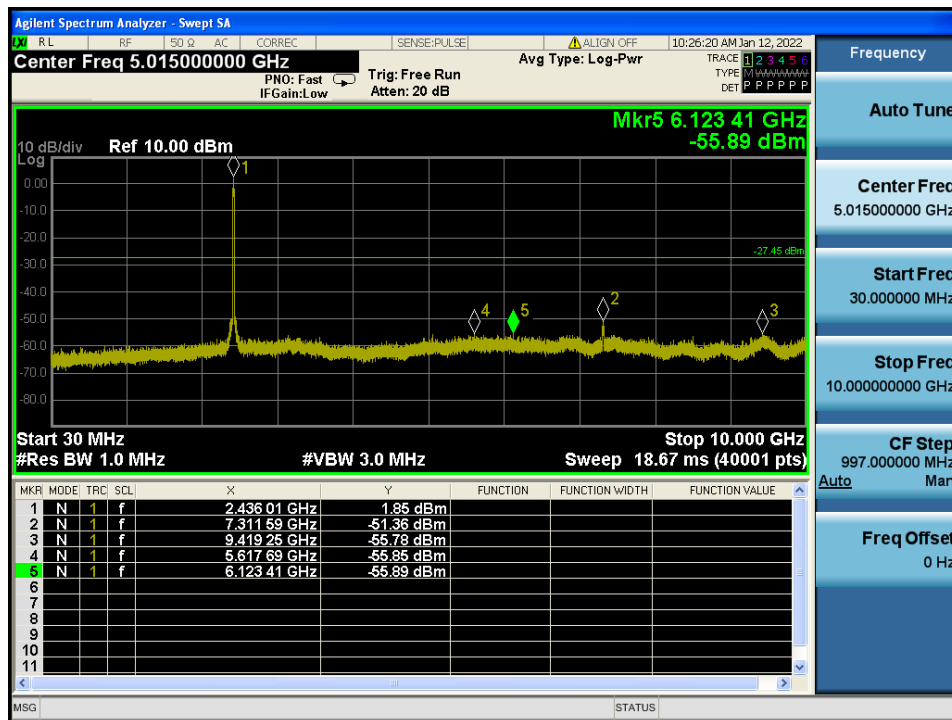 Agilent Spectrum Analyzer - Swept SA
LXI RL RF 50 Ω AC CORREC SENSE:PULSE ALIGN OFF 10:26:20 AM Jan 12, 2022
Center Freq 5.015000000 GHz
PNO: Fast
IFGain:Low
Trig: Free Run
Atten: 20 dB
Avg Type: Log-Pwr
TRACE 1 2 3 4 5 6
TYPE M
DET P P P P P P
Mkr5 6.123 41 GHz
-55.89 dBm
10 dB/div Ref 10.00 dBm
Log
0.00
-10.0
-20.0
-30.0
-40.0
-50.0
-60.0
-70.0
-80.0
1
-27.45 dBm
4
5
2
3
Start 30 MHz Stop 10.000 GHz
#Res BW 1.0 MHz #VBW 3.0 MHz Sweep 18.67 ms (40001 pts)
MKR MODE TRC SCL X Y FUNCTION FUNCTION WIDTH FUNCTION VALUE
1 N 1 f 2.436 01 GHz 1.85 dBm
2 N 1 f 7.311 59 GHz -51.36 dBm
3 N 1 f 9.419 25 GHz -55.78 dBm
4 N 1 f 5.617 69 GHz -55.85 dBm
5 N 1 f 6.123 41 GHz -55.89 dBm
6
7
8
9
10
11
MSG STATUS
Frequency
Auto Tune
Center Freq
5.015000000 GHz
Start Freq
30.000000 MHz
Stop Freq
10.000000000 GHz
CF Step
997.000000 MHz
Auto Man
Freq Offset
0 Hz